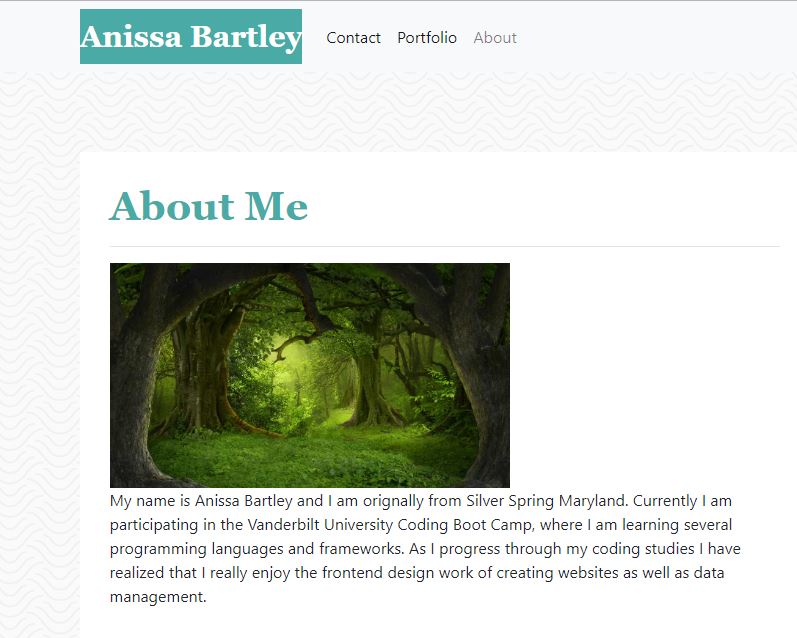 Anissa Bartley Contact Portfolio About
About Me
My name is Anissa Bartley and I am orignally from Silver Spring Maryland. Currently I am
participating in the Vanderbilt University Coding Boot Camp, where I am learning several
programming languages and frameworks. As I progress through my coding studies I have
realized that I really enjoy the frontend design work of creating websites as well as data
management.